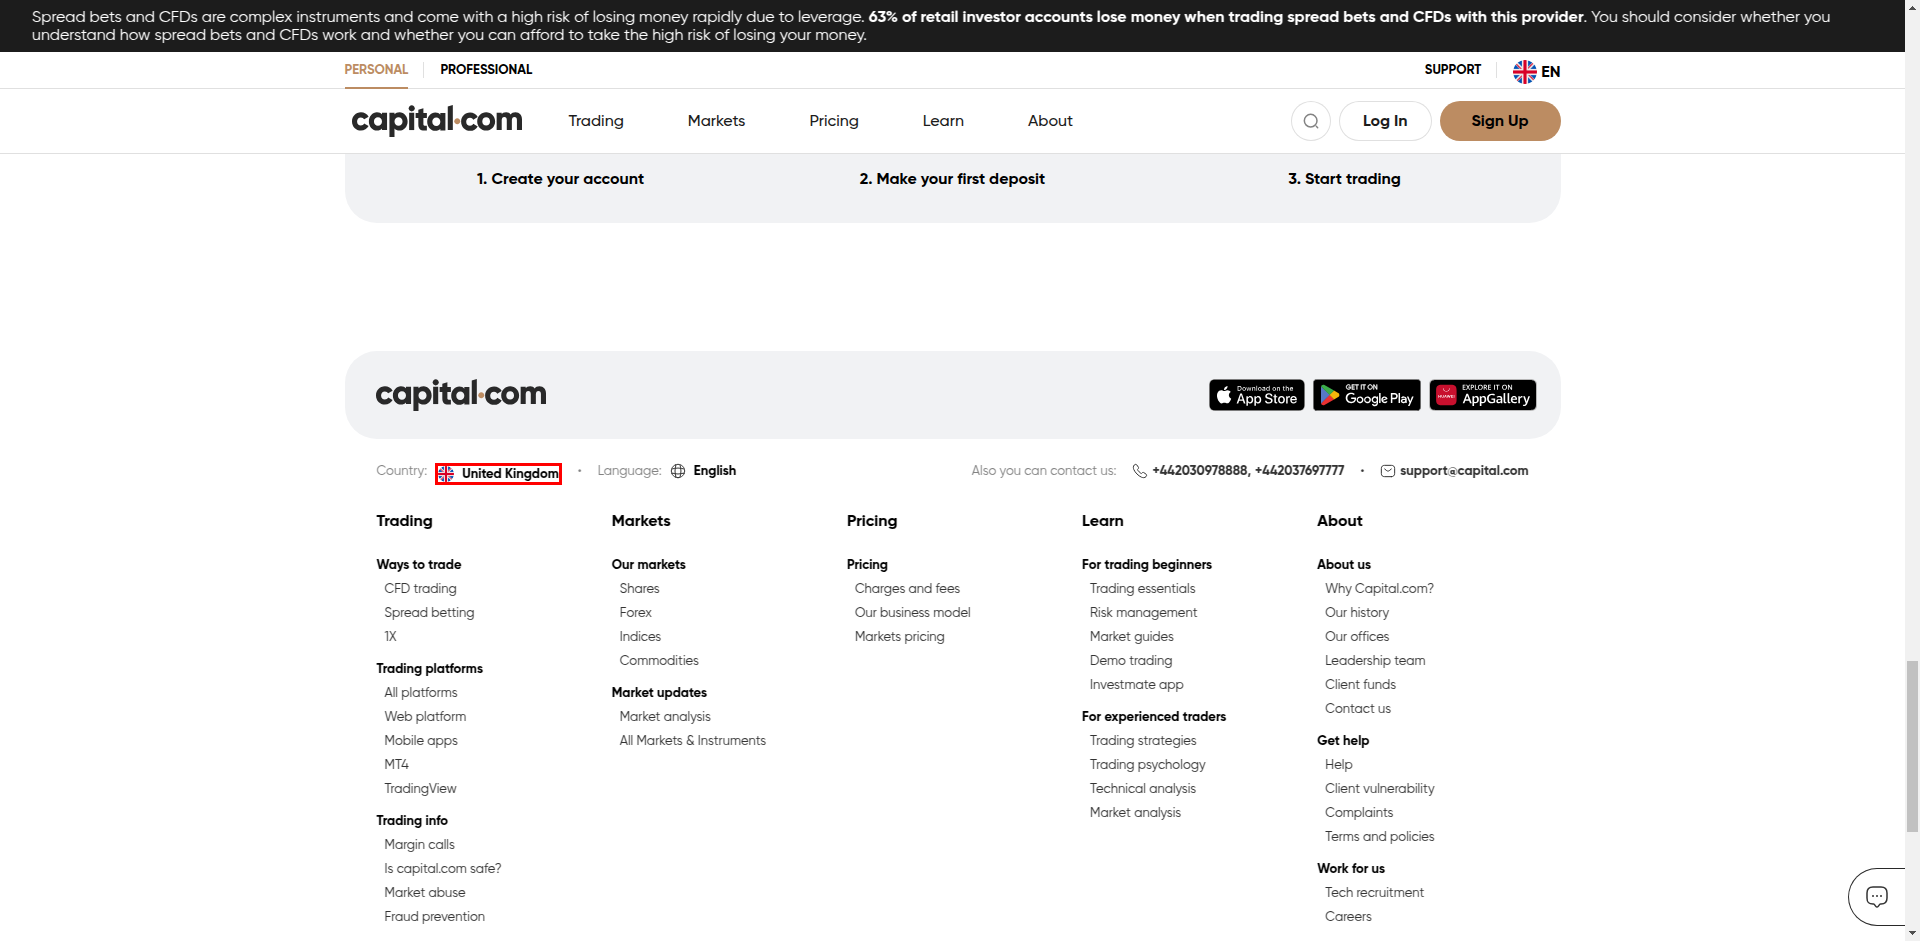 Spread bets and CFDs are complex instruments and come with a high risk of losing money rapidly due to leverage. 63% of retail investor accounts lose money when trading spread bets and CFDs with this provider. You should consider whether you
understand how spread bets and CFDs work and whether you can afford to take the high risk of losing your money.
PERSONAL PROFESSIONAL SUPPORT EN
capital.com Trading Markets Pricing Learn About Log In Sign Up
1. Create your account 2. Make your first deposit 3. Start trading
capital.com Download on the App Store GET IT ON Google Play HUAWEI EXPLORE IT ON AppGallery
Country: United Kingdom • Language: English Also you can contact us: +442030978888, +442037697777 • support@capital.com
Trading
Ways to trade
CFD trading
Spread betting
1X
Trading platforms
All platforms
Web platform
Mobile apps
MT4
TradingView
Trading info
Margin calls
Is capital.com safe?
Market abuse
Fraud prevention
Markets
Our markets
Shares
Forex
Indices
Commodities
Market updates
Market analysis
All Markets & Instruments
Pricing
Pricing
Charges and fees
Our business model
Markets pricing
Learn
For trading beginners
Trading essentials
Risk management
Market guides
Demo trading
Investmate app
For experienced traders
Trading strategies
Trading psychology
Technical analysis
Market analysis
About
About us
Why Capital.com?
Our history
Our offices
Leadership team
Client funds
Contact us
Get help
Help
Client vulnerability
Complaints
Terms and policies
Work for us
Tech recruitment
Careers